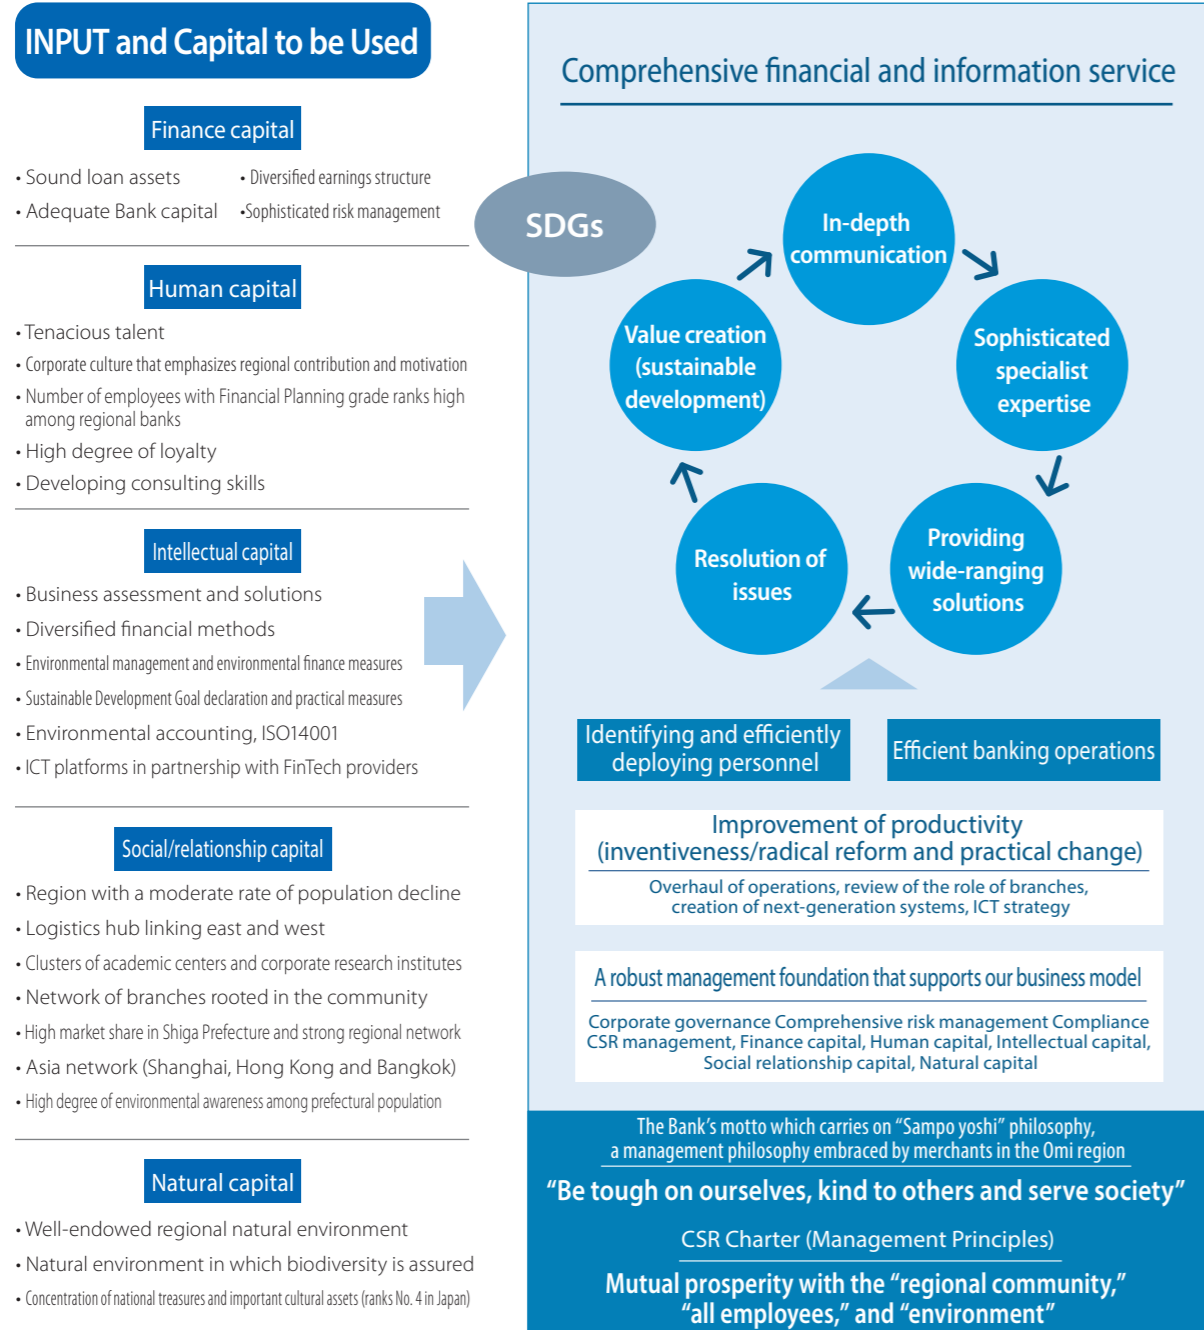 INPUT and Capital to be Used
Finance capital
• Sound loan assets
• Diversified earnings structure
• Adequate Bank capital
•Sophisticated risk management
Human capital
• Tenacious talent
• Corporate culture that emphasizes regional contribution and motivation
• Number of employees with Financial Planning grade ranks high
among regional banks
• High degree of loyalty
• Developing consulting skills
Intellectual capital
• Business assessment and solutions
• Diversified financial methods
• Environmental management and environmental finance measures
• Sustainable Development Goal declaration and practical measures
• Environmental accounting, ISO14001
• ICT platforms in partnership with FinTech providers
Social/relationship capital
• Region with a moderate rate of population decline
• Logistics hub linking east and west
• Clusters of academic centers and corporate research institutes
• Network of branches rooted in the community
• High market share in Shiga Prefecture and strong regional network
• Asia network (Shanghai, Hong Kong and Bangkok)
• High degree of environmental awareness among prefectural population
Natural capital
• Well-endowed regional natural environment
• Natural environment in which biodiversity is assured
• Concentration of national treasures and important cultural assets (ranks No. 4 in Japan)
Comprehensive financial and information service
SDGs
In-depth
communication
Sophisticated
specialist
expertise
Providing
wide-ranging
solutions
Resolution of
issues
Value creation
(sustainable
development)
Identifying and efficiently
deploying personnel
Efficient banking operations
Improvement of productivity
(inventiveness/radical reform and practical change)
Overhaul of operations, review of the role of branches,
creation of next-generation systems, ICT strategy
A robust management foundation that supports our business model
Corporate governance Comprehensive risk management Compliance
CSR management, Finance capital, Human capital, Intellectual capital,
Social relationship capital, Natural capital
The Bank's motto which carries on “Sampo yoshi” philosophy,
a management philosophy embraced by merchants in the Omi region
“Be tough on ourselves, kind to others and serve society”
CSR Charter (Management Principles)
Mutual prosperity with the “regional community,”
“all employees,” and “environment”